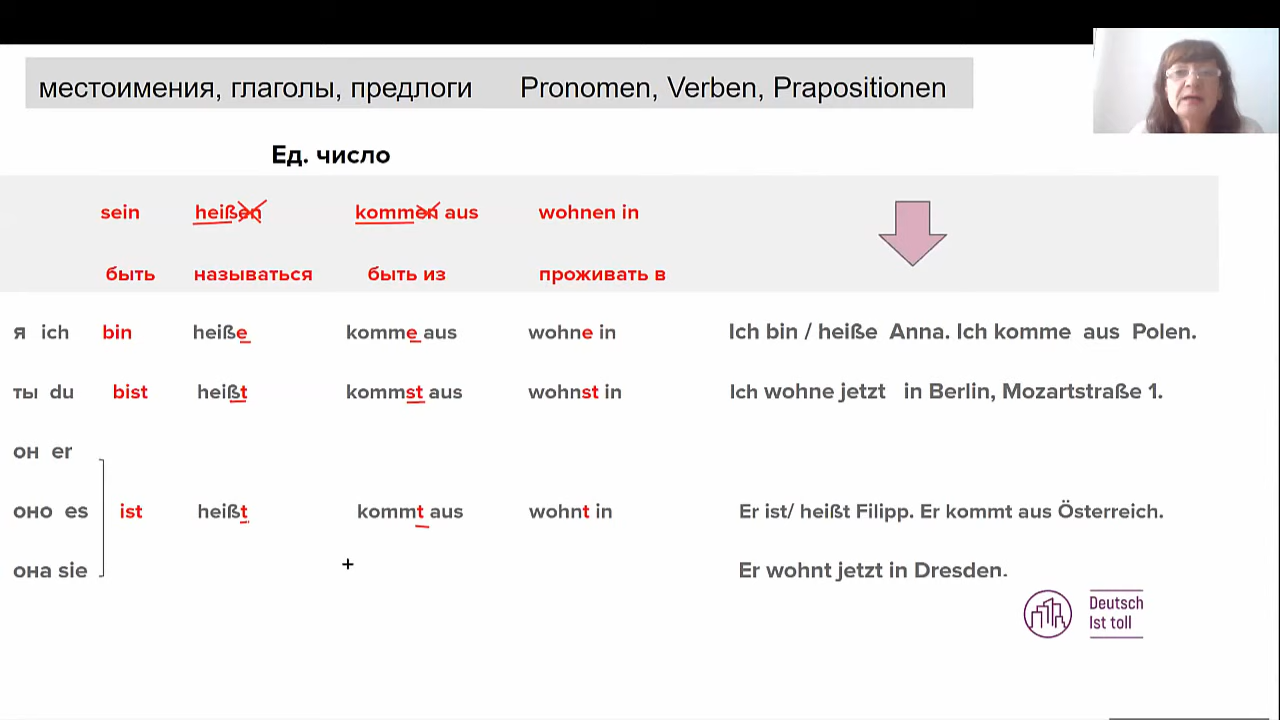 местоимения, глаголы, предлоги Pronomen, Verben, Prapositionen
Ед. число
sein heißen kommen aus wohnen in
быть называться быть из проживать в
я ich bin heiße komme aus wohne in Ich bin / heiße Anna. Ich komme aus Polen.
ты du bist heißt kommst aus wohnst in Ich wohne jetzt in Berlin, Mozartstraße 1.
он er
оно es ist heißt kommt aus wohnt in Er ist/ heißt Filipp. Er kommt aus Österreich.
она sie Er wohnt jetzt in Dresden.
Deutsch
Ist toll